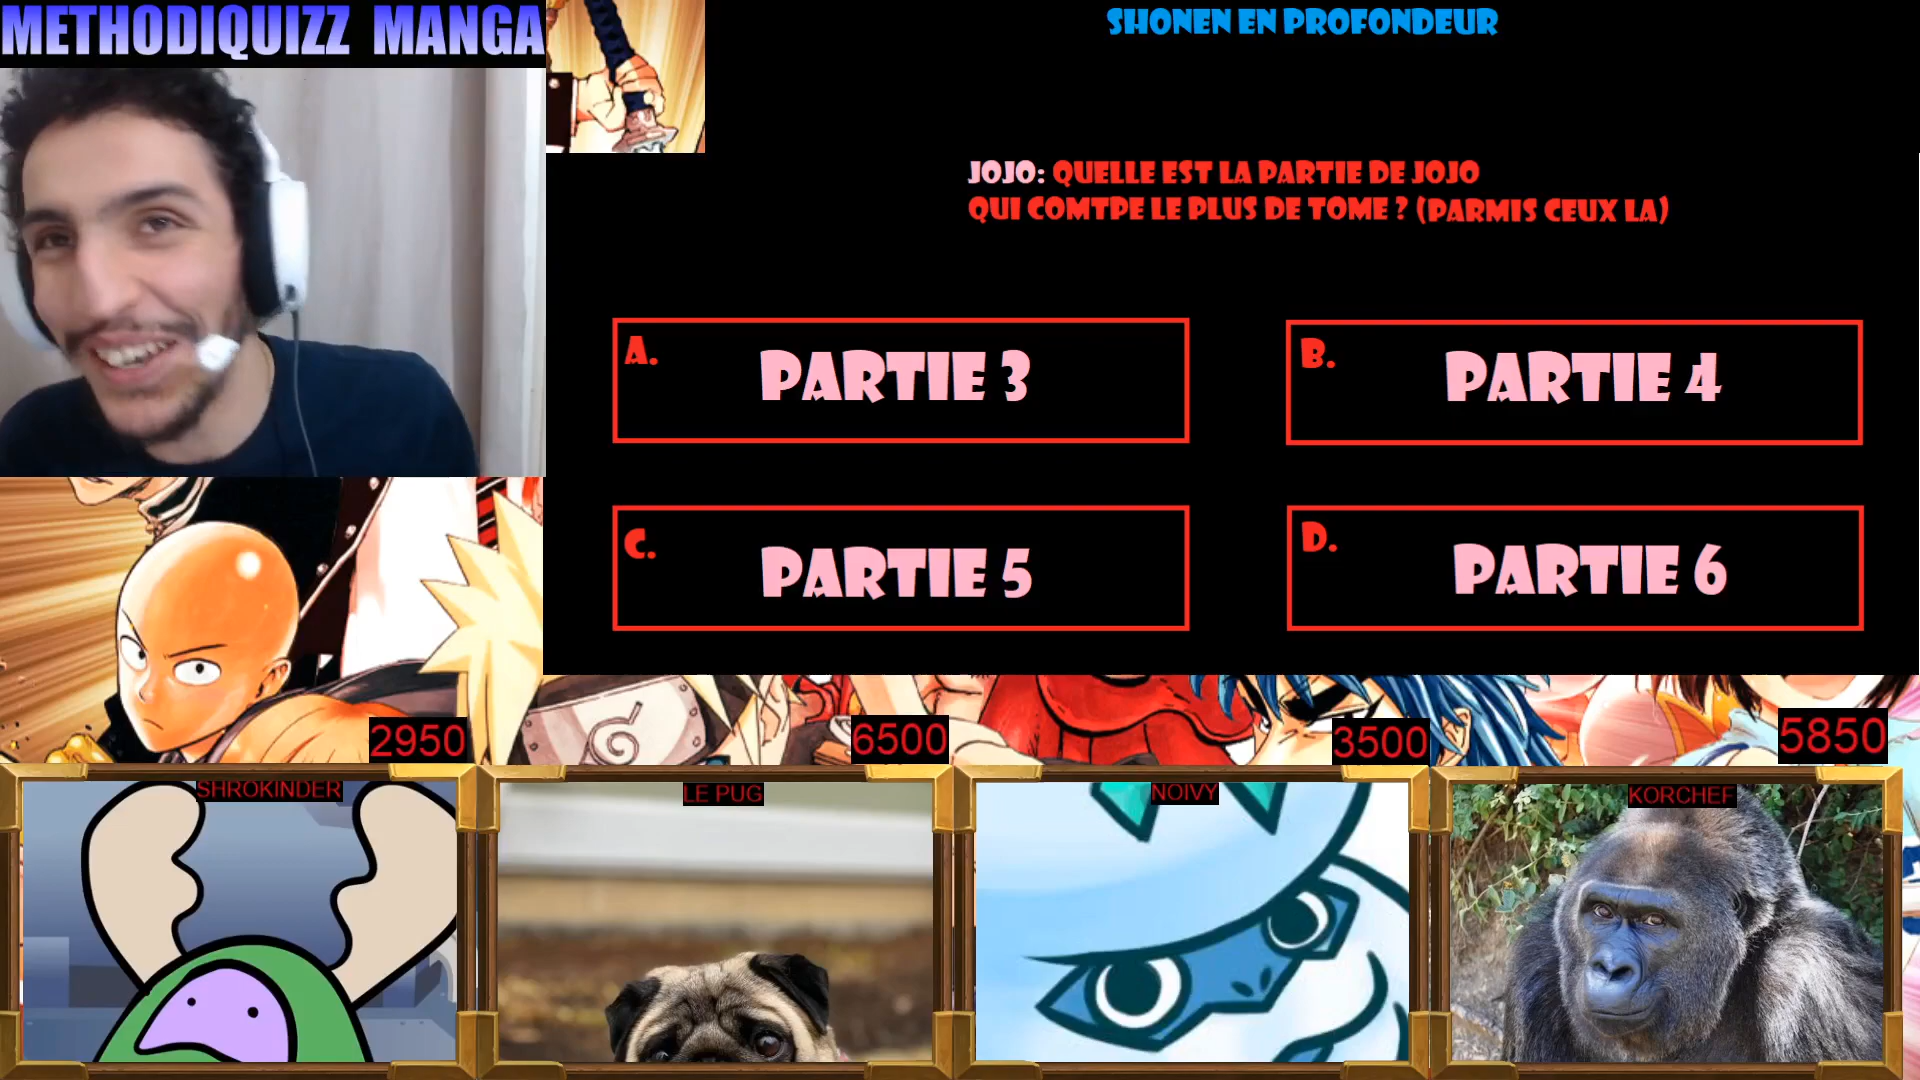 METHODIQUIZZ MANGA
SHONEN EN PROFONDEUR
JOJO: QUELLE EST LA PARTIE DE JOJO
QUI COMTPE LE PLUS DE TOME ? (PARMIS CEUX LA)
A. PARTIE 3
B. PARTIE 4
C. PARTIE 5
D. PARTIE 6
2950
6500
3500
5850
SHROKINDER
LE PUG
NOIVY
KORCHEF